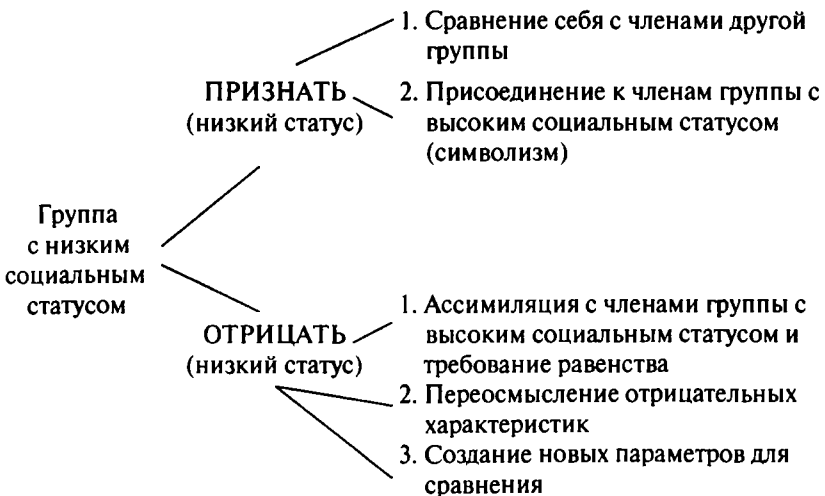 Группа
с низким
социальным
статусом
ПРИЗНАТЬ
(низкий статус)
1. Сравнение себя с членами другой
группы
2. Присоединение к членам группы с
высоким социальным статусом
(символизм)
ОТРИЦАТЬ
(низкий статус)
1. Ассимиляция с членами группы с
высоким социальным статусом и
требование равенства
2. Переосмысление отрицательных
характеристик
3. Создание новых параметров для
сравнения